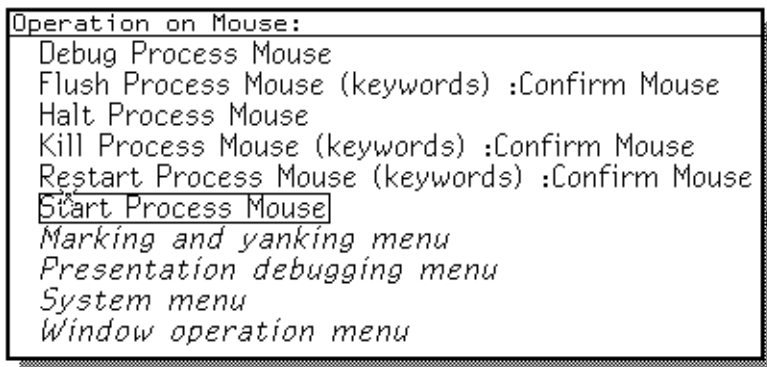 Operation on Mouse:
Debug Process Mouse
Flush Process Mouse (keywords) :Confirm Mouse
Halt Process Mouse
Kill Process Mouse (keywords) :Confirm Mouse
Restart Process Mouse (keywords) :Confirm Mouse
Start Process Mouse
Marking and yanking menu
Presentation debugging menu
System menu
Window operation menu